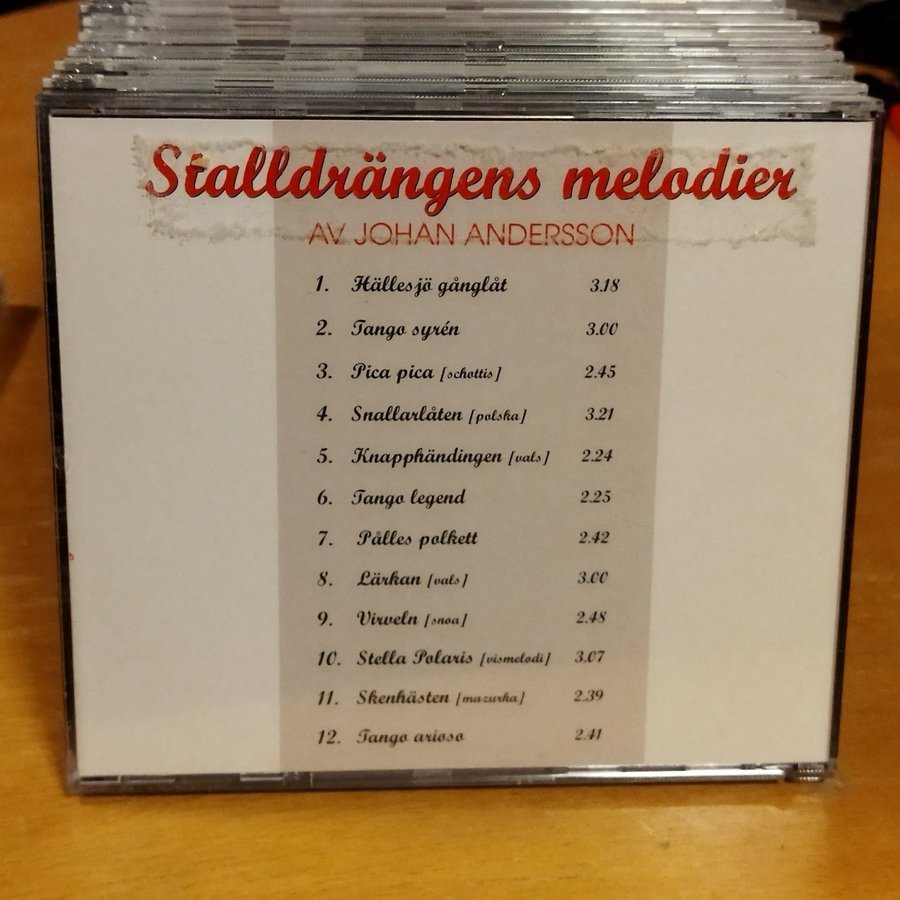 Stalldrängens melodier
AV JOHAN ANDERSSON
1. Hällesjö gånglåt 3.18
2. Tango syrén 3.00
3. Pica pica [schottis] 2.45
4. Snallarlåten [polska] 3.21
5. Knapphändingen [vals] 2.24
6. Tango legend 2.25
7. Pålles polkett 2.42
8. Lärkan [vals] 3.00
9. Virveln [snoa] 2.48
10. Stella Polaris [vismelodi] 3.07
11. Skenhästen [mazurka] 2.39
12. Tango arioso 2.41